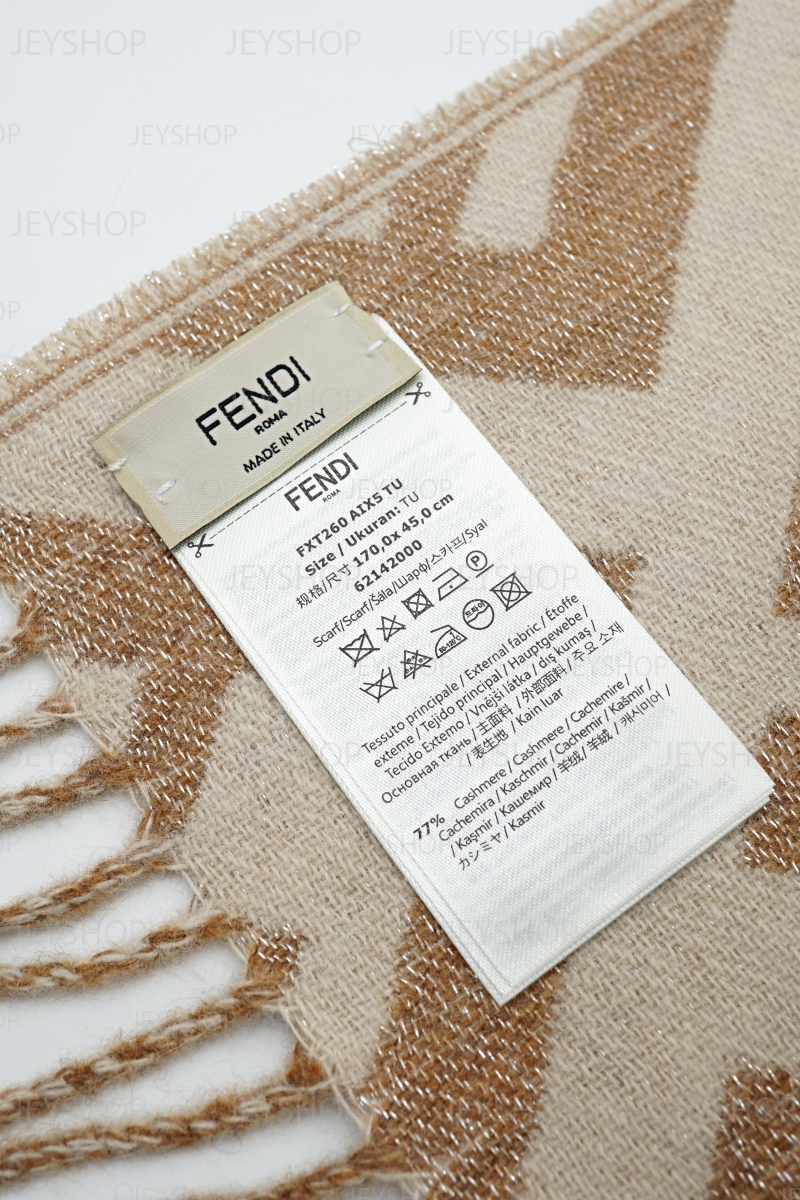 FENDI
ROMA
MADE IN ITALY
FENDI
ROMA
FXT260 AIX5 TU
Size / Ukuran: TU
规格/尺寸 170,0x 45,0 cm
62142000
Scarf/Scarf/Šála/Шарф/스카프/Syal
P
Tessuto principale / External fabric / Étoffe
externe / Tejido principal / Hauptgewebe /
Tecido Externo / Vnější látka / dış kumaş /
Основная ткань / 主面料 / 外部面料 / 주요 소재
/ 表生地 / Kain luar
77% Cashmere / Cashmere / Cachemire /
Cachemira / Kaschmir / Cachemir / Kašmír /
/ Kaşmir / Кашемир / 羊绒 / 羊絨 / 캐시미어 /
カシミヤ / Kasmir
JEYSHOP